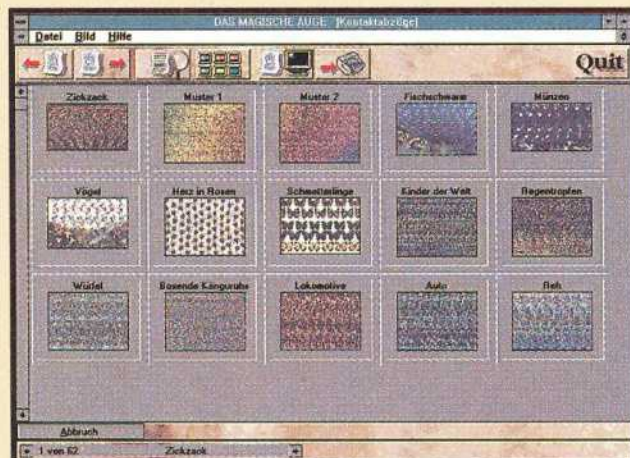 DAS MAGISCHE AUGE - [Kontaktabzüge]
Datei Bild Hilfe
Quit
Zickzack Muster 1 Muster 2 Fischschwarm Münzen
Vögel Herz in Rosen Schmetterlinge Kinder der Welt Regentropfen
Würfel Boxende Känguruhs Lokomotive Auto Reh
Abbruch
1 von 62 Zickzack